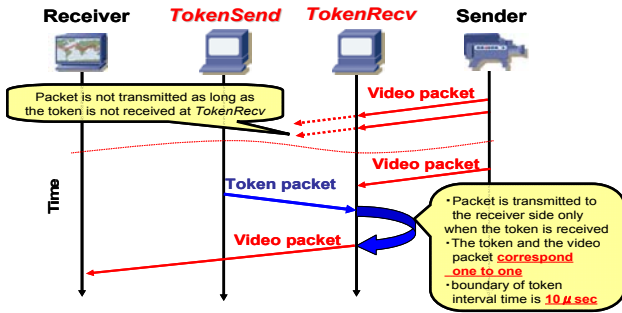 Receiver TokenSend TokenRecv Sender
Packet is not transmitted as long as
the token is not received at TokenRecv
Video packet
Video packet
Time
Token packet
Video packet
・Packet is transmitted to
the receiver side only
when the token is received
・The token and the video
packet correspond
one to one
・boundary of token
interval time is 10μsec